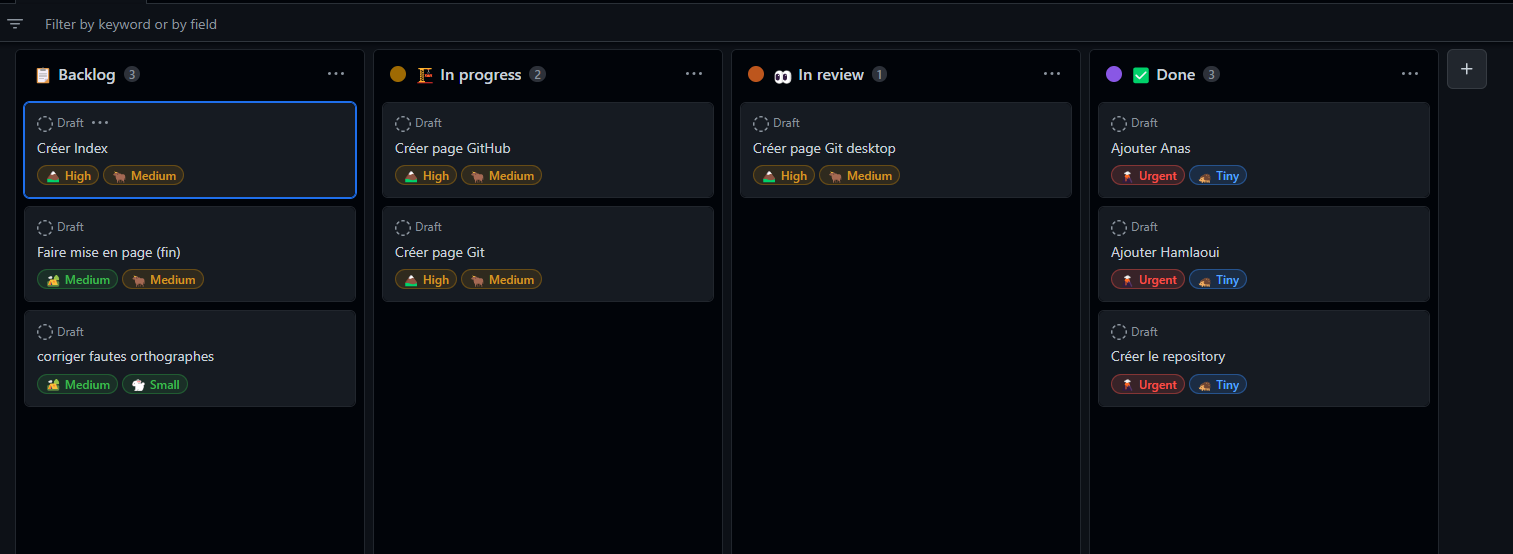 Filter by keyword or by field
Backlog 3
Draft
Créer Index
High Medium
Draft
Faire mise en page (fin)
Medium Medium
Draft
corriger fautes orthographes
Medium Small
In progress 2
Draft
Créer page GitHub
High Medium
Draft
Créer page Git
High Medium
In review 1
Draft
Créer page Git desktop
High Medium
Done 3
Draft
Ajouter Anas
Urgent Tiny
Draft
Ajouter Hamlaoui
Urgent Tiny
Draft
Créer le repository
Urgent Tiny